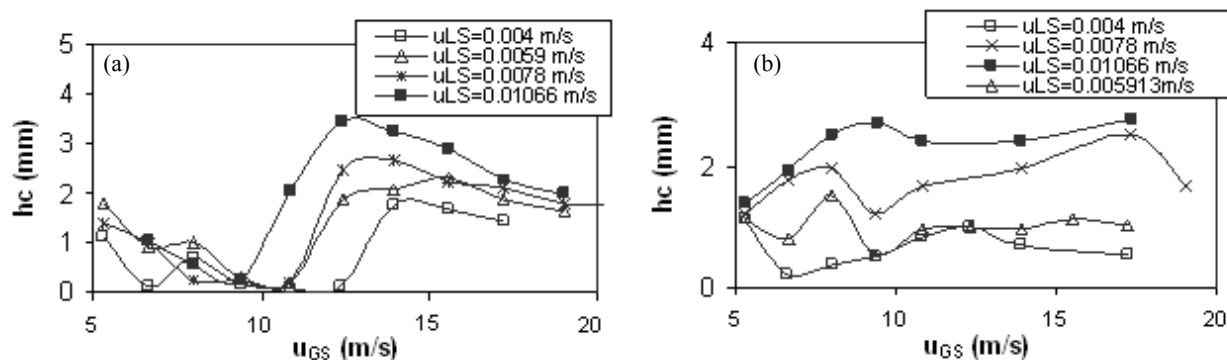 (a)
uLS=0.004 m/s
uLS=0.0059 m/s
uLS=0.0078 m/s
uLS=0.01066 m/s
hc (mm)
5
4
3
2
1
0
5
10
15
20
uGS (m/s)
(b)
uLS=0.004 m/s
uLS=0.0078 m/s
uLS=0.01066 m/s
uLS=0.005913m/s
hc (mm)
4
2
0
5
10
15
20
uGS (m/s)